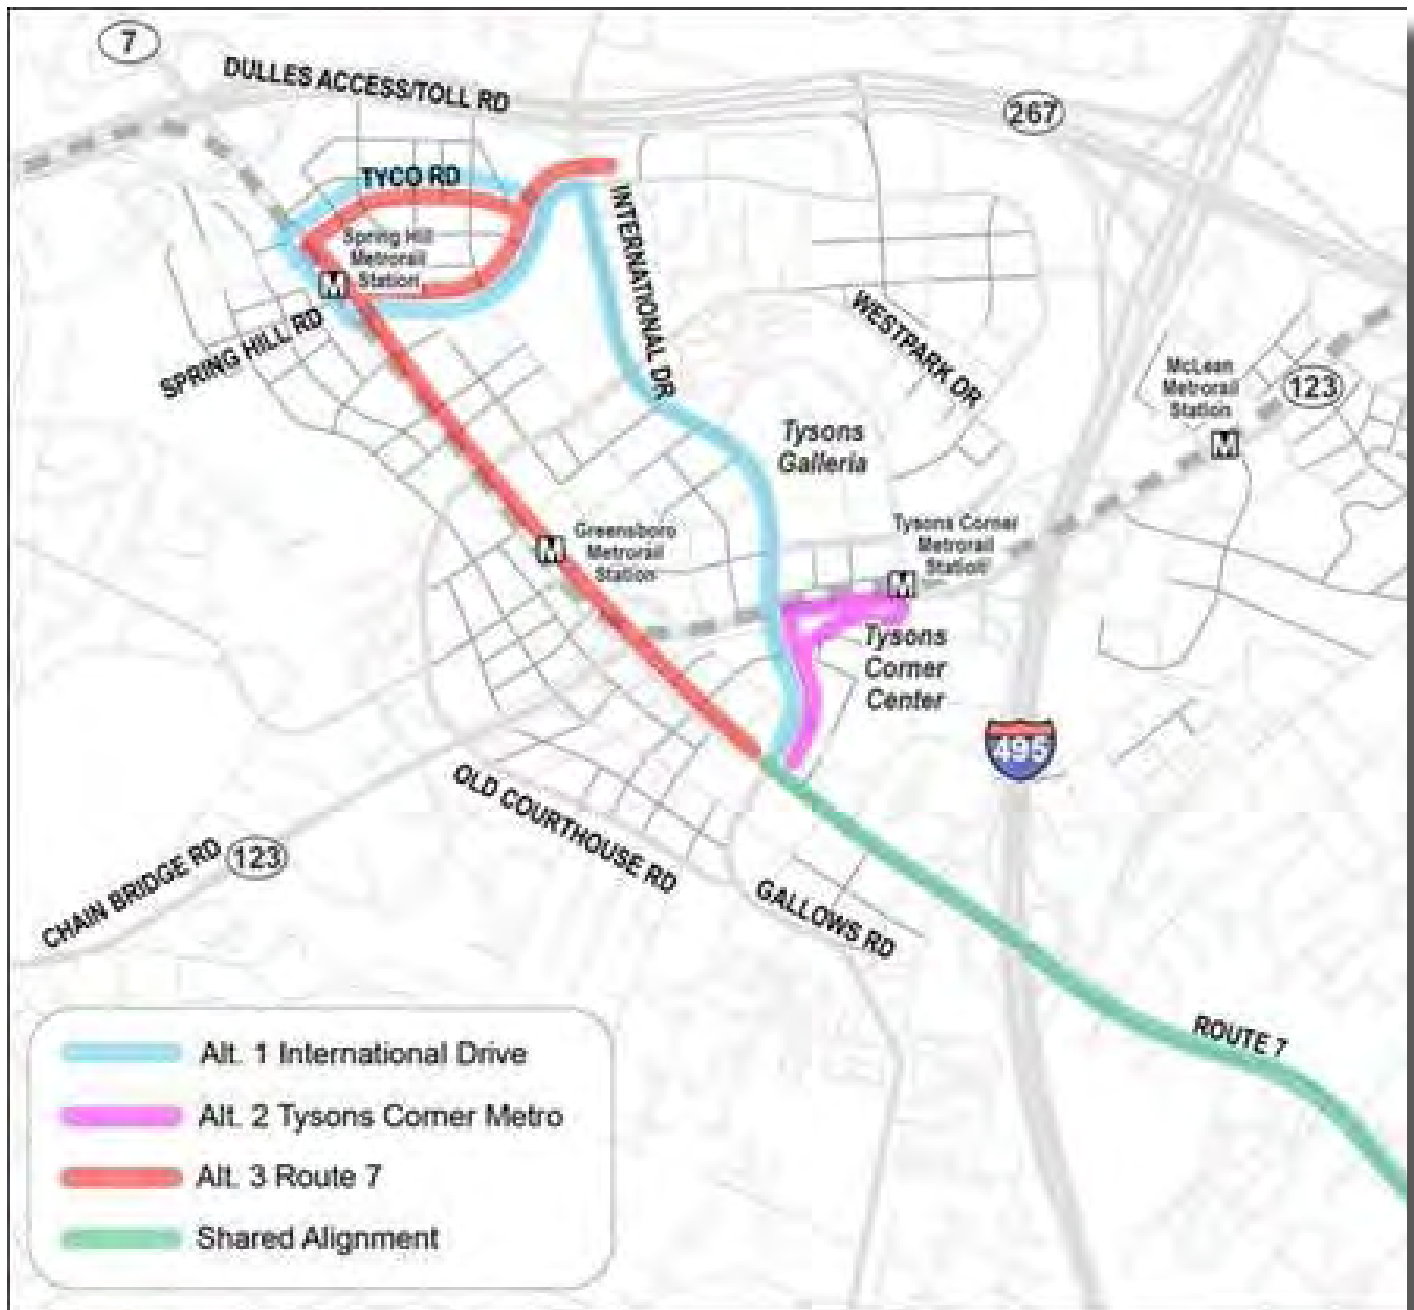 7
DULLES ACCESS/TOLL RD
267
TYCO RD
INTERNATIONAL DR
Spring Hill
Metrorail
Station
M
SPRING HILL RD
WESTPARK DR
McLean
Metrorail
Station
123
M
Tysons
Galleria
Tysons Corner
Metrorail
Station
M
Greensboro
Metrorail
Station
M
Tysons
Corner
Center
495
OLD COURTHOUSE RD
CHAIN BRIDGE RD
123
GALLOWS RD
ROUTE 7
Alt. 1 International Drive
Alt. 2 Tysons Corner Metro
Alt. 3 Route 7
Shared Alignment